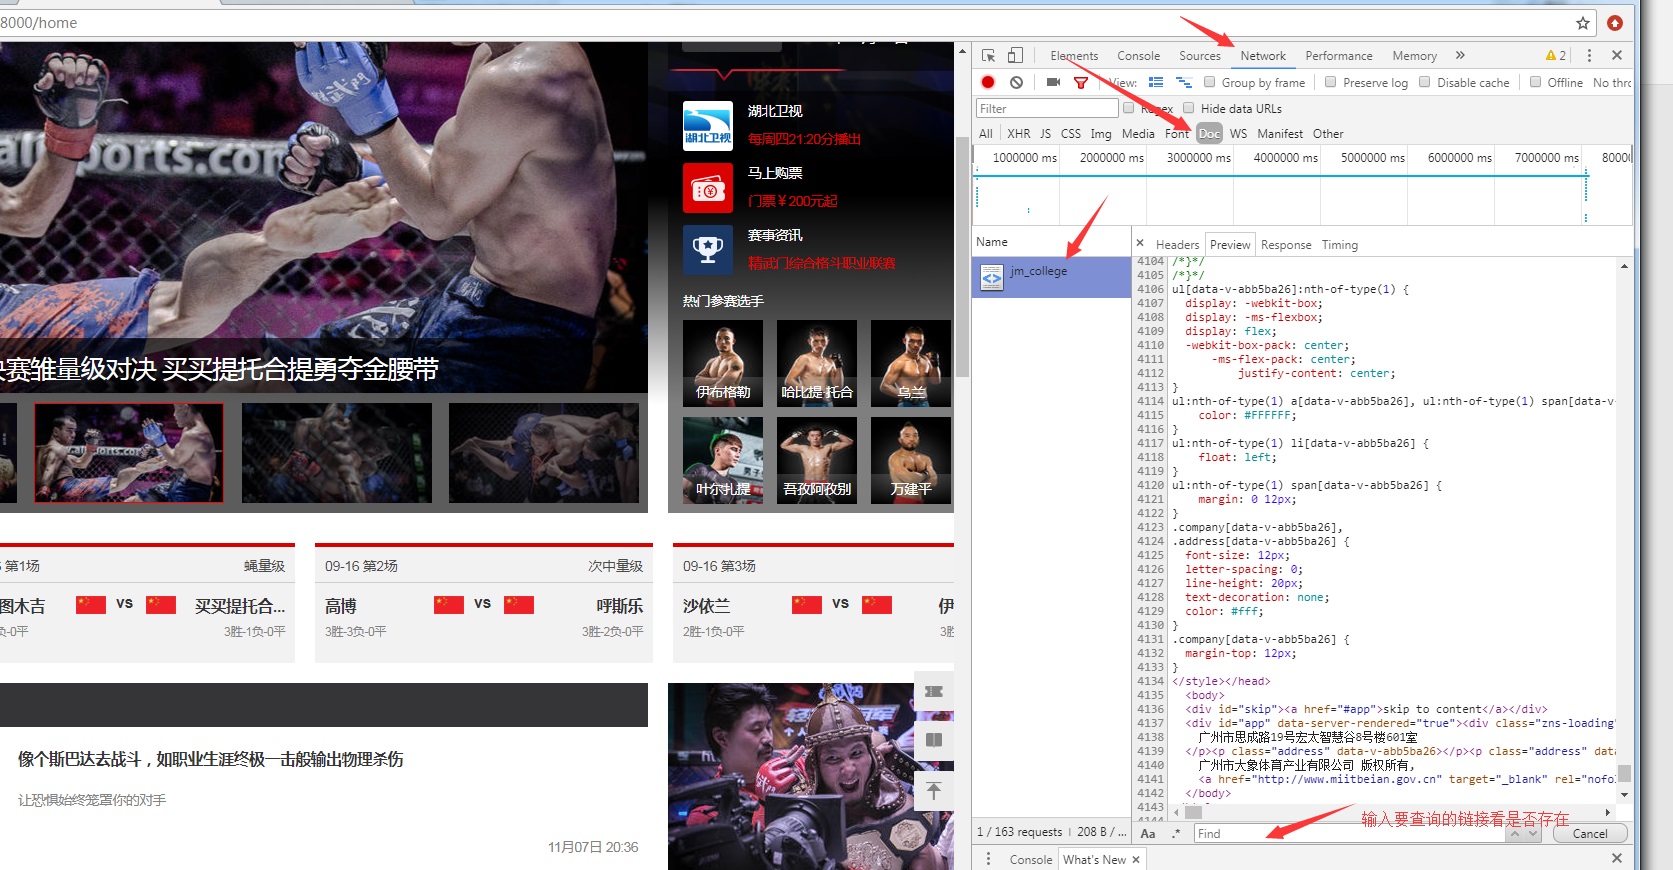 8000/home
allsports.com
决赛雏量级对决 买买提托合提勇夺金腰带
湖北卫视
湖北卫视
每周四21:20分播出
马上购票
门票￥200元起
赛事资讯
精武门综合格斗职业联赛
热门参赛选手
伊布格勒
哈比提·托合
乌兰
叶尔扎提
吾孜阿孜别
万建平
第1场
蝇量级
图木吉
VS
买买提托合...
负-0平
3胜-1负-0平
09-16 第2场
次中量级
高博
VS
呼斯乐
3胜-3负-0平
3胜-2负-0平
09-16 第3场
沙依兰
VS
伊
2胜-1负-0平
3胜
像个斯巴达去战斗，如职业生涯终极一击般输出物理杀伤
让恐惧始终笼罩你的对手
11月07日 20:36
Elements
Console
Sources
Network
Performance
Memory
»
2
View:
Group by frame
Preserve log
Disable cache
Offline
No thro
Filter
Regex
Hide data URLs
All
XHR
JS
CSS
Img
Media
Font
Doc
WS
Manifest
Other
1000000 ms
2000000 ms
3000000 ms
4000000 ms
5000000 ms
6000000 ms
7000000 ms
80000
Name
jm_college
× Headers Preview Response Timing
4104 /*}*/
4105 /*}*/
4106 ul[data-v-abb5ba26]:nth-of-type(1) {
4107 display: -webkit-box;
4108 display: -ms-flexbox;
4109 display: flex;
4110 -webkit-box-pack: center;
4111 -ms-flex-pack: center;
4112 justify-content: center;
4113 }
4114 ul:nth-of-type(1) a[data-v-abb5ba26], ul:nth-of-type(1) span[data-v-
4115 color: #FFFFFF;
4116 }
4117 ul:nth-of-type(1) li[data-v-abb5ba26] {
4118 float: left;
4119 }
4120 ul:nth-of-type(1) span[data-v-abb5ba26] {
4121 margin: 0 12px;
4122 }
4123 .company[data-v-abb5ba26],
4124 .address[data-v-abb5ba26] {
4125 font-size: 12px;
4126 letter-spacing: 0;
4127 line-height: 20px;
4128 text-decoration: none;
4129 color: #fff;
4130 }
4131 .company[data-v-abb5ba26] {
4132 margin-top: 12px;
4133 }
4134 </style></head>
4135 <body>
4136 <div id="skip"><a href="#app">skip to content</a></div>
4137 <div id="app" data-server-rendered="true"><div class="zns-loading"
4138 广州市思成路19号宏太智慧谷8号楼601室
4139 </p><p class="address" data-v-abb5ba26></p><p class="address" data
4140 广州市大象体育产业有限公司 版权所有，
4141 <a href="http://www.miitbeian.gov.cn" target="_blank" rel="nofol
4142 </body>
4143
4144
1 / 163 requests | 208 B / ...
Aa
.*
Find
输入要查询的链接看是否存在
Cancel
Console
What's New ×